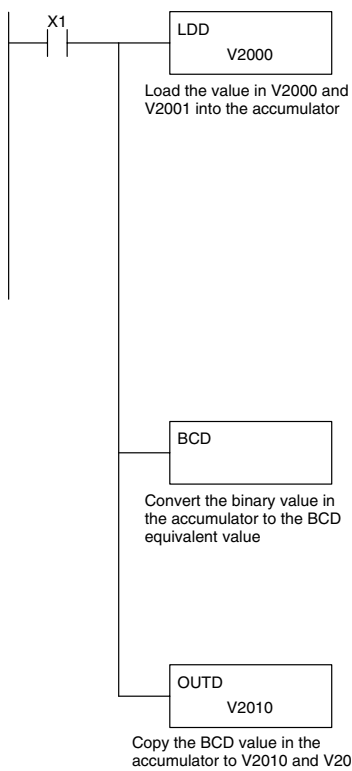 X1
LDD
V2000
Load the value in V2000 and
V2001 into the accumulator
BCD
Convert the binary value in
the accumulator to the BCD
equivalent value
OUTD
V2010
Copy the BCD value in the
accumulator to V2010 and V20